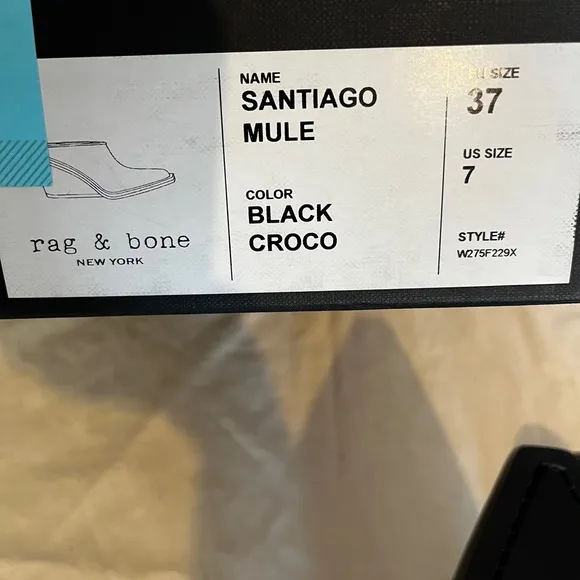 rag & bone
NEW YORK
NAME
SANTIAGO
MULE
COLOR
BLACK
CROCO
SIZE
37
US SIZE
7
STYLE#
W275F229X